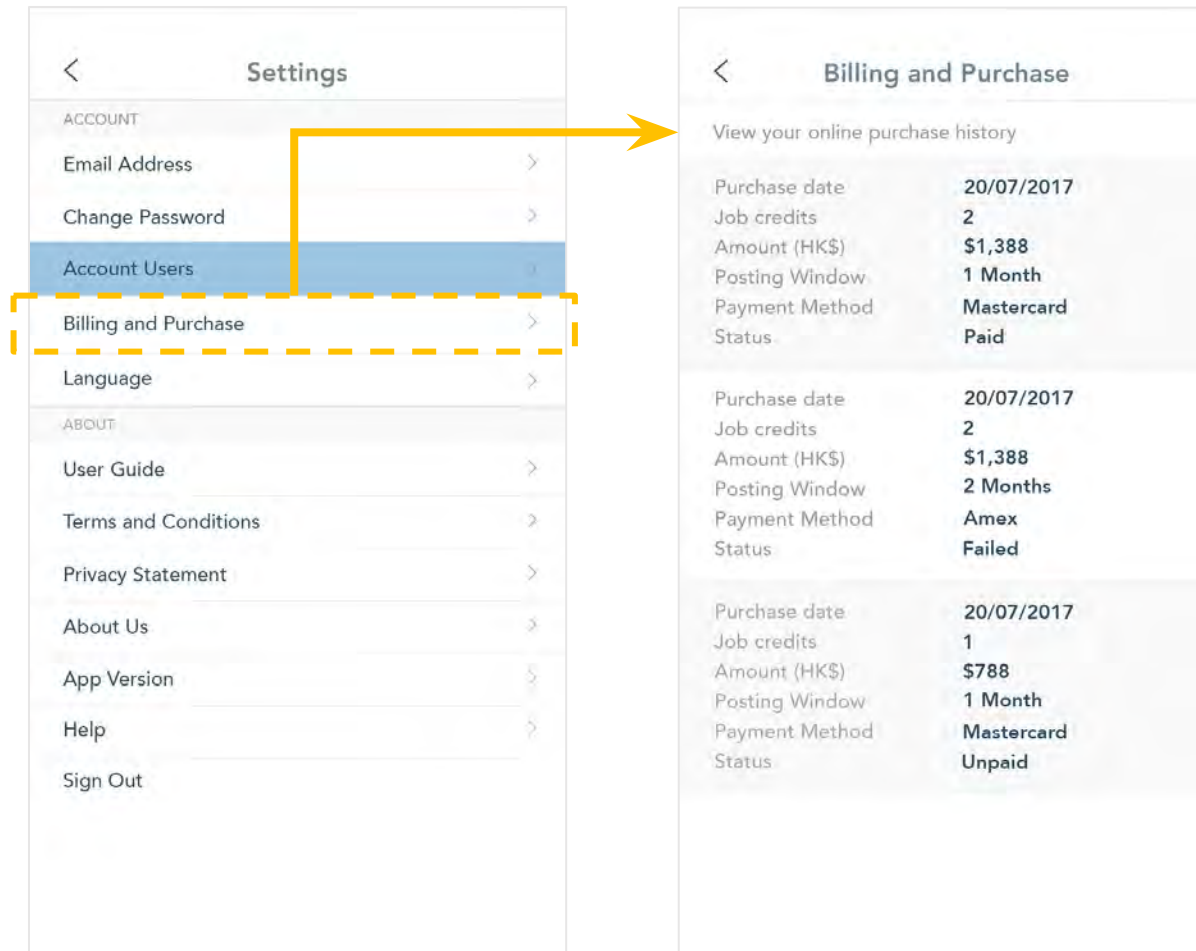 Settings
ACCOUNT
Email Address
Change Password
Account Users
Billing and Purchase
Language
ABOUT
User Guide
Terms and Conditions
Privacy Statement
About Us
App Version
Help
Sign Out
Billing and Purchase
View your online purchase history
Purchase date 20/07/2017
Job credits 2
Amount (HK$) $1,388
Posting Window 1 Month
Payment Method Mastercard
Status Paid
Purchase date 20/07/2017
Job credits 2
Amount (HK$) $1,388
Posting Window 2 Months
Payment Method Amex
Status Failed
Purchase date 20/07/2017
Job credits 1
Amount (HK$) $788
Posting Window 1 Month
Payment Method Mastercard
Status Unpaid